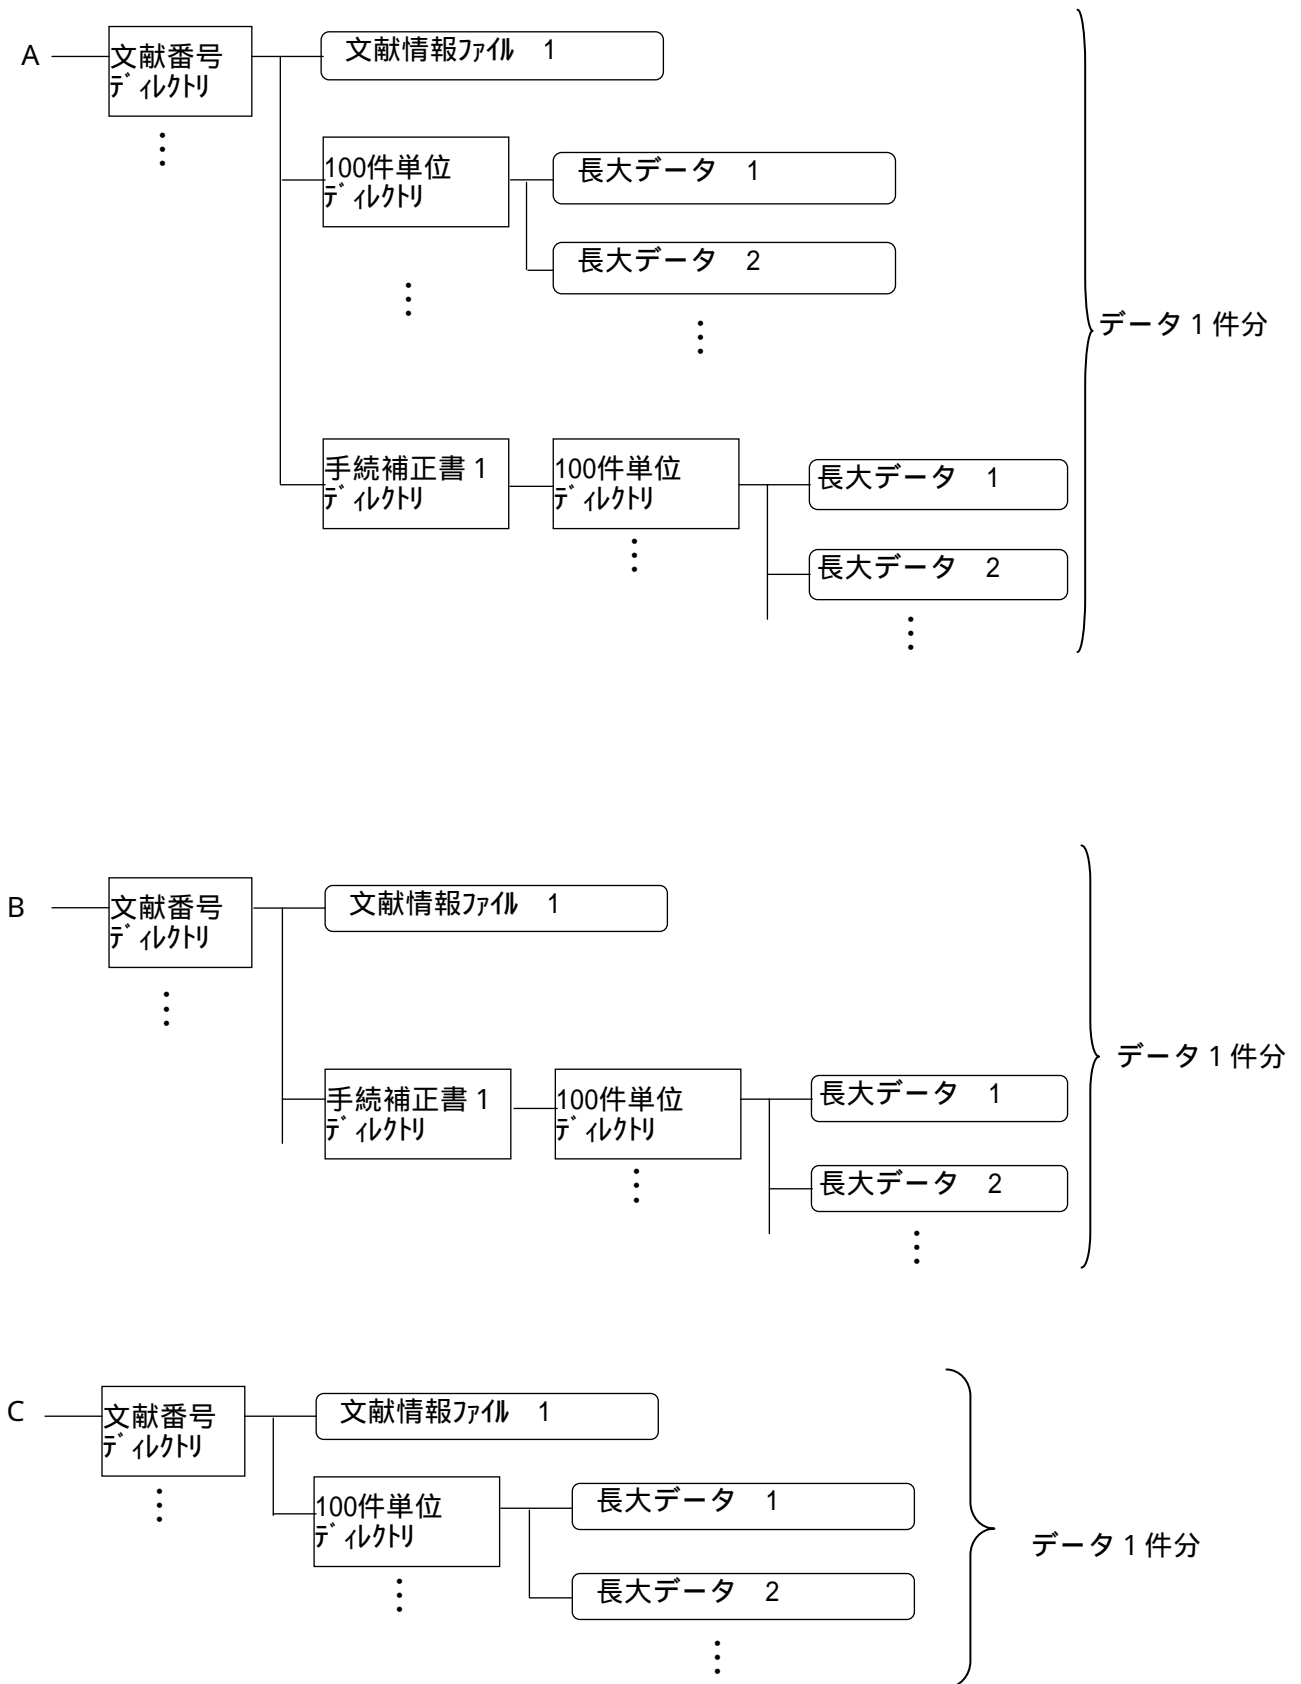 A
文献番号
ﾃﾞｨﾚｸﾄﾘ
文献情報ﾌｧｲﾙ　1
100件単位
ﾃﾞｨﾚｸﾄﾘ
長大データ　1
長大データ　2
データ１件分
手続補正書１
ﾃﾞｨﾚｸﾄﾘ
100件単位
ﾃﾞｨﾚｸﾄﾘ
長大データ　1
長大データ　2
B
文献番号
ﾃﾞｨﾚｸﾄﾘ
文献情報ﾌｧｲﾙ　1
手続補正書１
ﾃﾞｨﾚｸﾄﾘ
100件単位
ﾃﾞｨﾚｸﾄﾘ
長大データ　1
長大データ　2
データ１件分
C
文献番号
ﾃﾞｨﾚｸﾄﾘ
文献情報ﾌｧｲﾙ　1
100件単位
ﾃﾞｨﾚｸﾄﾘ
長大データ　1
長大データ　2
データ１件分